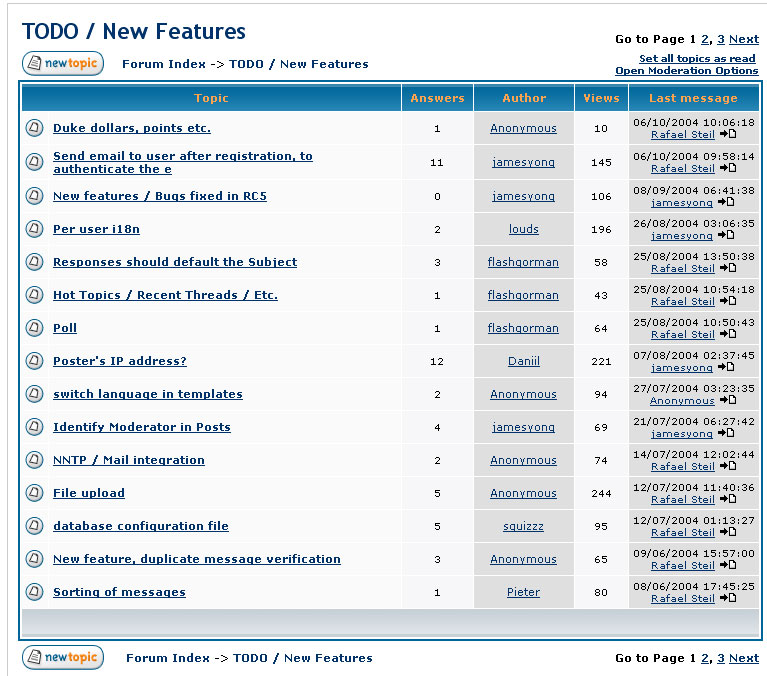 TODO / New Features
Go to Page 1 2, 3 Next
newtopic Forum Index -> TODO / New Features
Set all topics as read
Open Moderation Options
Topic Answers Author Views Last message
Duke dollars, points etc. 1 Anonymous 10 06/10/2004 10:06:18
Rafael Steil
Send email to user after registration, to
authenticate the e 11 jamesyong 145 06/10/2004 09:58:14
Rafael Steil
New features / Bugs fixed in RC5 0 jamesyong 106 08/09/2004 06:41:38
jamesyong
Per user i18n 2 louds 196 26/08/2004 03:06:35
jamesyong
Responses should default the Subject 3 flashgorman 58 25/08/2004 13:50:38
Rafael Steil
Hot Topics / Recent Threads / Etc. 1 flashgorman 43 25/08/2004 10:54:18
Rafael Steil
Poll 1 flashgorman 64 25/08/2004 10:50:43
Rafael Steil
Poster's IP address? 12 Daniil 221 07/08/2004 02:37:45
jamesyong
switch language in templates 2 Anonymous 94 27/07/2004 03:23:35
Anonymous
Identify Moderator in Posts 4 jamesyong 69 21/07/2004 06:27:42
jamesyong
NNTP / Mail integration 2 Anonymous 74 14/07/2004 12:02:44
Rafael Steil
File upload 5 Anonymous 244 12/07/2004 11:40:36
Rafael Steil
database configuration file 5 squizzz 95 12/07/2004 01:13:27
Rafael Steil
New feature, duplicate message verification 3 Anonymous 65 09/06/2004 15:57:00
Rafael Steil
Sorting of messages 1 Pieter 80 08/06/2004 17:45:25
Rafael Steil
newtopic Forum Index -> TODO / New Features Go to Page 1 2, 3 Next